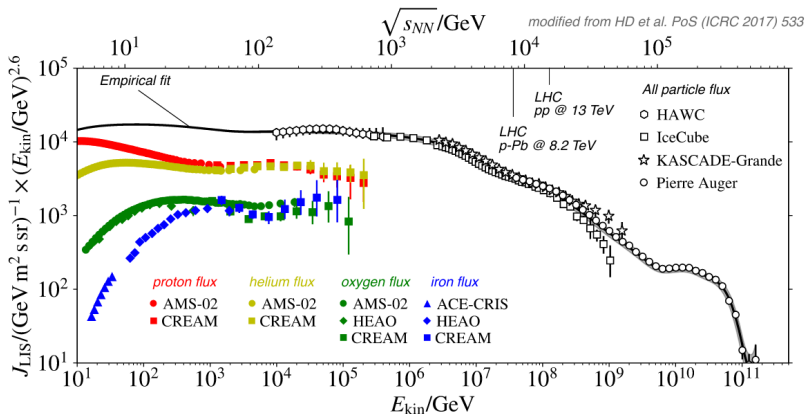 √s_NN/GeV
modified from HD et al. PoS (ICRC 2017) 533
10^1 10^2 10^3 10^4 10^5
J_LIS/(GeV m² s sr)^−1 × (E_kin/GeV)^2.6
10^5
10^4
10^3
10^2
10^1
Empirical fit
LHC
pp @ 13 TeV
LHC
p-Pb @ 8.2 TeV
All particle flux
HAWC
IceCube
KASCADE-Grande
Pierre Auger
proton flux
AMS-02
CREAM
helium flux
AMS-02
CREAM
oxygen flux
AMS-02
HEAO
CREAM
iron flux
ACE-CRIS
HEAO
CREAM
10^1 10^2 10^3 10^4 10^5 10^6 10^7 10^8 10^9 10^10 10^11
E_kin/GeV